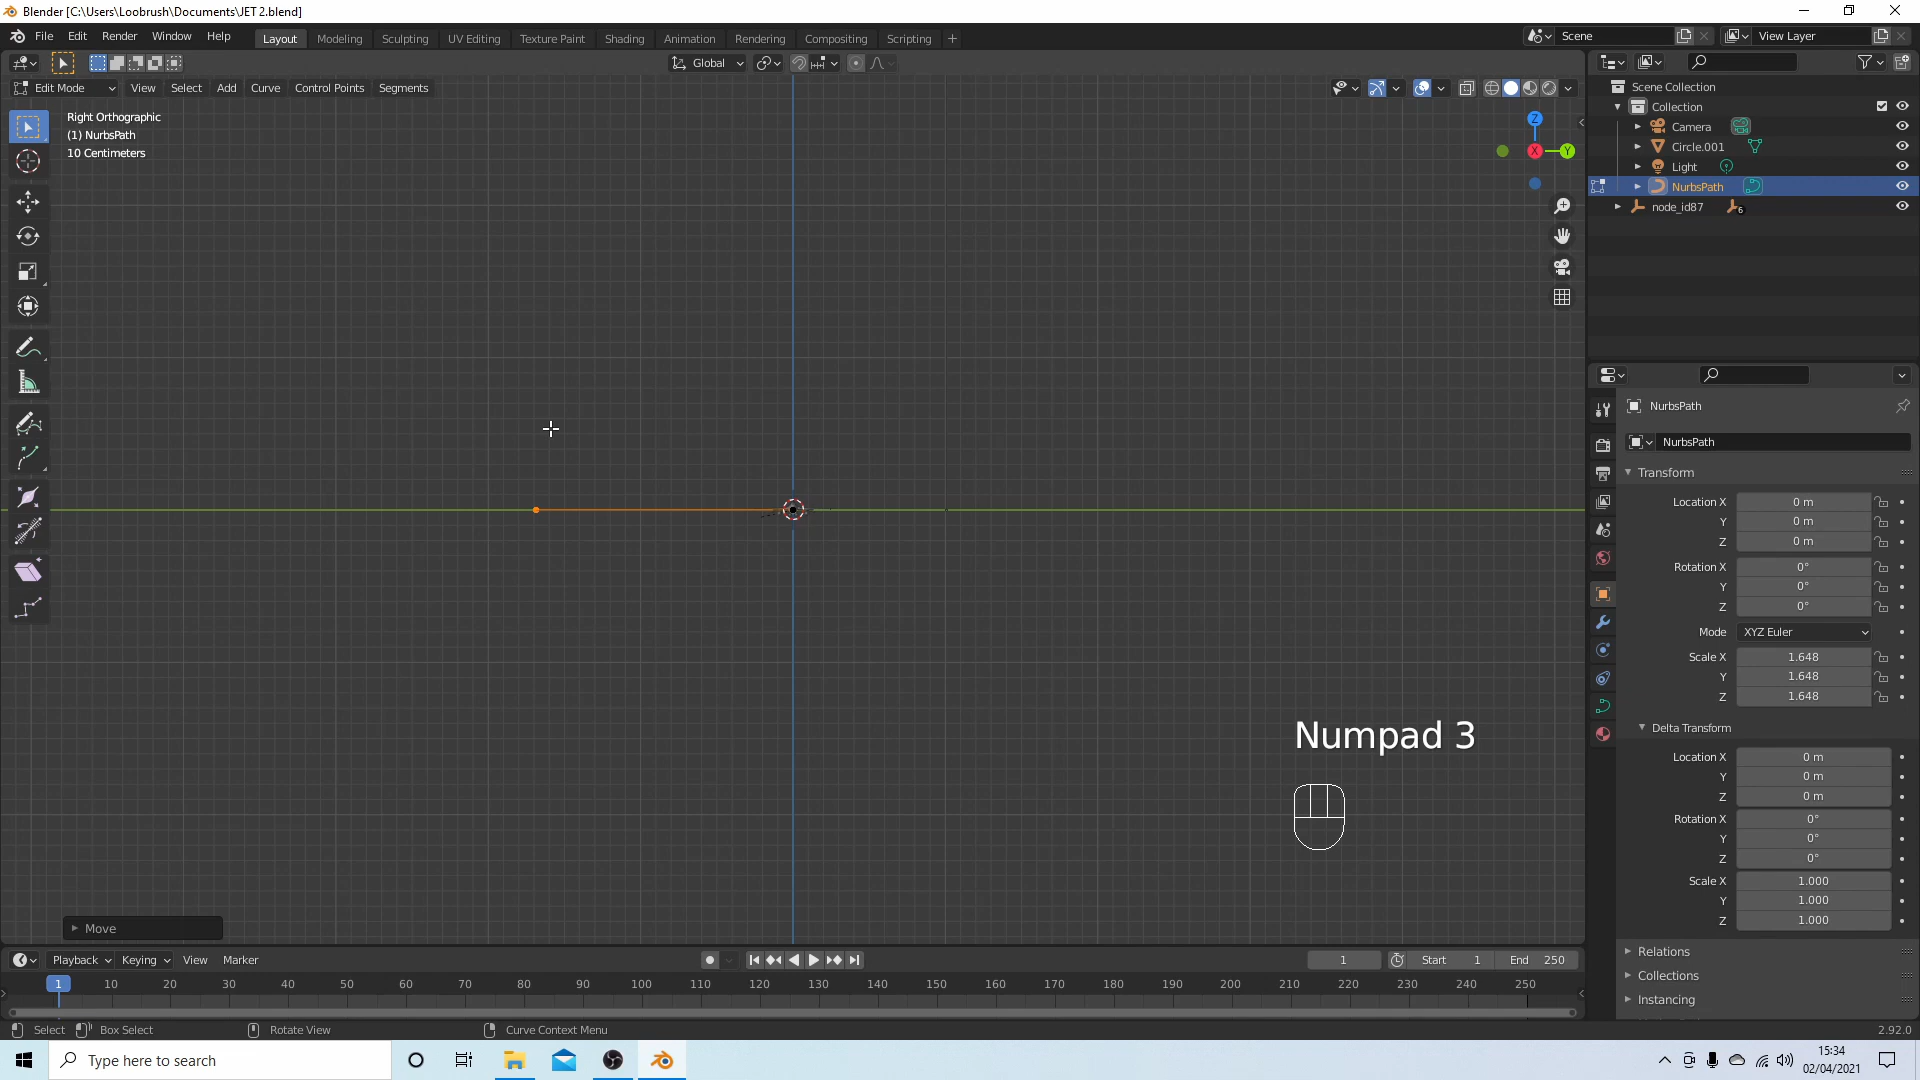 Blender [C:\Users\Loobrush\Documents\JET 2.blend]
File Edit Render Window Help
Layout Modeling Sculpting UV Editing Texture Paint Shading Animation Rendering Compositing Scripting
Scene
View Layer
Global
Edit Mode View Select Add Curve Control Points Segments
Right Orthographic
(1) NurbsPath
10 Centimeters
Z
X
Y
Scene Collection
Collection
Camera
Circle.001
Light
NurbsPath
node_id87
6
NurbsPath
NurbsPath
Transform
Location X 0 m
Y 0 m
Z 0 m
Rotation X 0°
Y 0°
Z 0°
Mode XYZ Euler
Scale X 1.648
Y 1.648
Z 1.648
Delta Transform
Location X 0 m
Y 0 m
Z 0 m
Rotation X 0°
Y 0°
Z 0°
Scale X 1.000
Y 1.000
Z 1.000
Relations
Collections
Instancing
Numpad 3
Move
Playback Keying View Marker
1 Start 1 End 250
1 10 20 30 40 50 60 70 80 90 100 110 120 130 140 150 160 170 180 190 200 210 220 230 240 250
Select Box Select Rotate View Curve Context Menu 2.92.0
Type here to search
15:34
02/04/2021